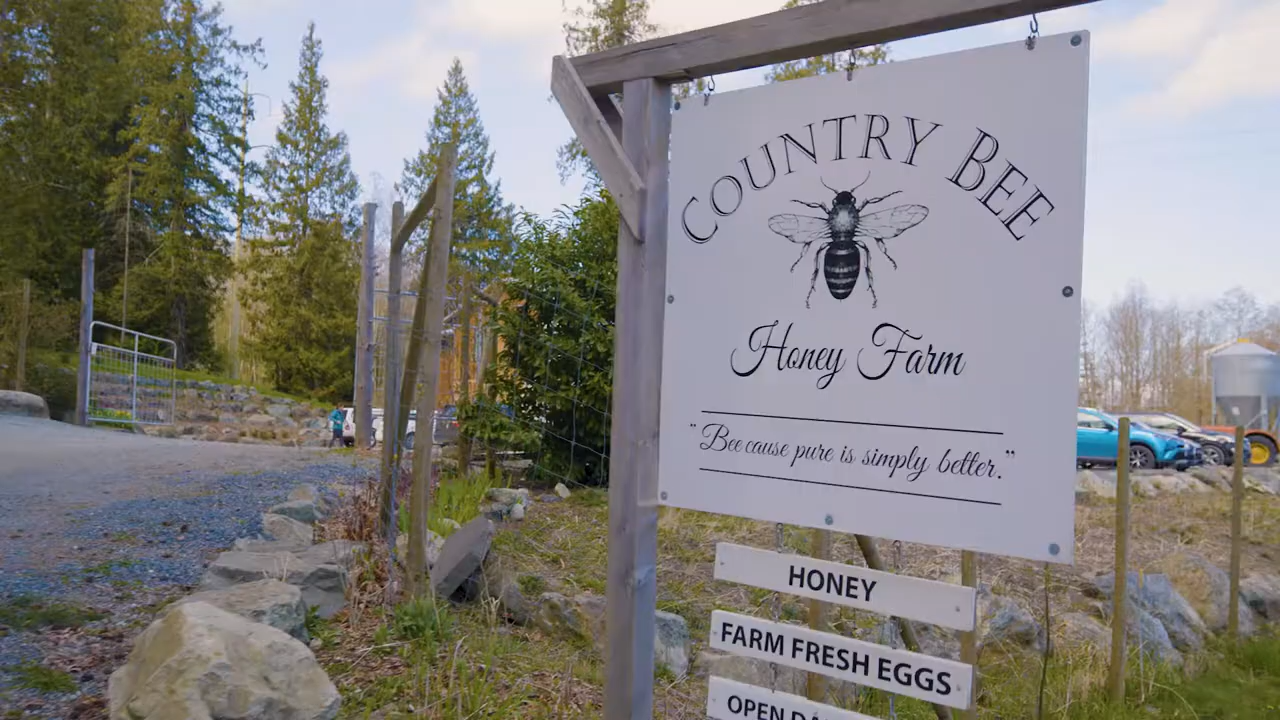 COUNTRY BEE
Honey Farm
"Bee cause pure is simply better."
HONEY
FARM FRESH EGGS
OPEN